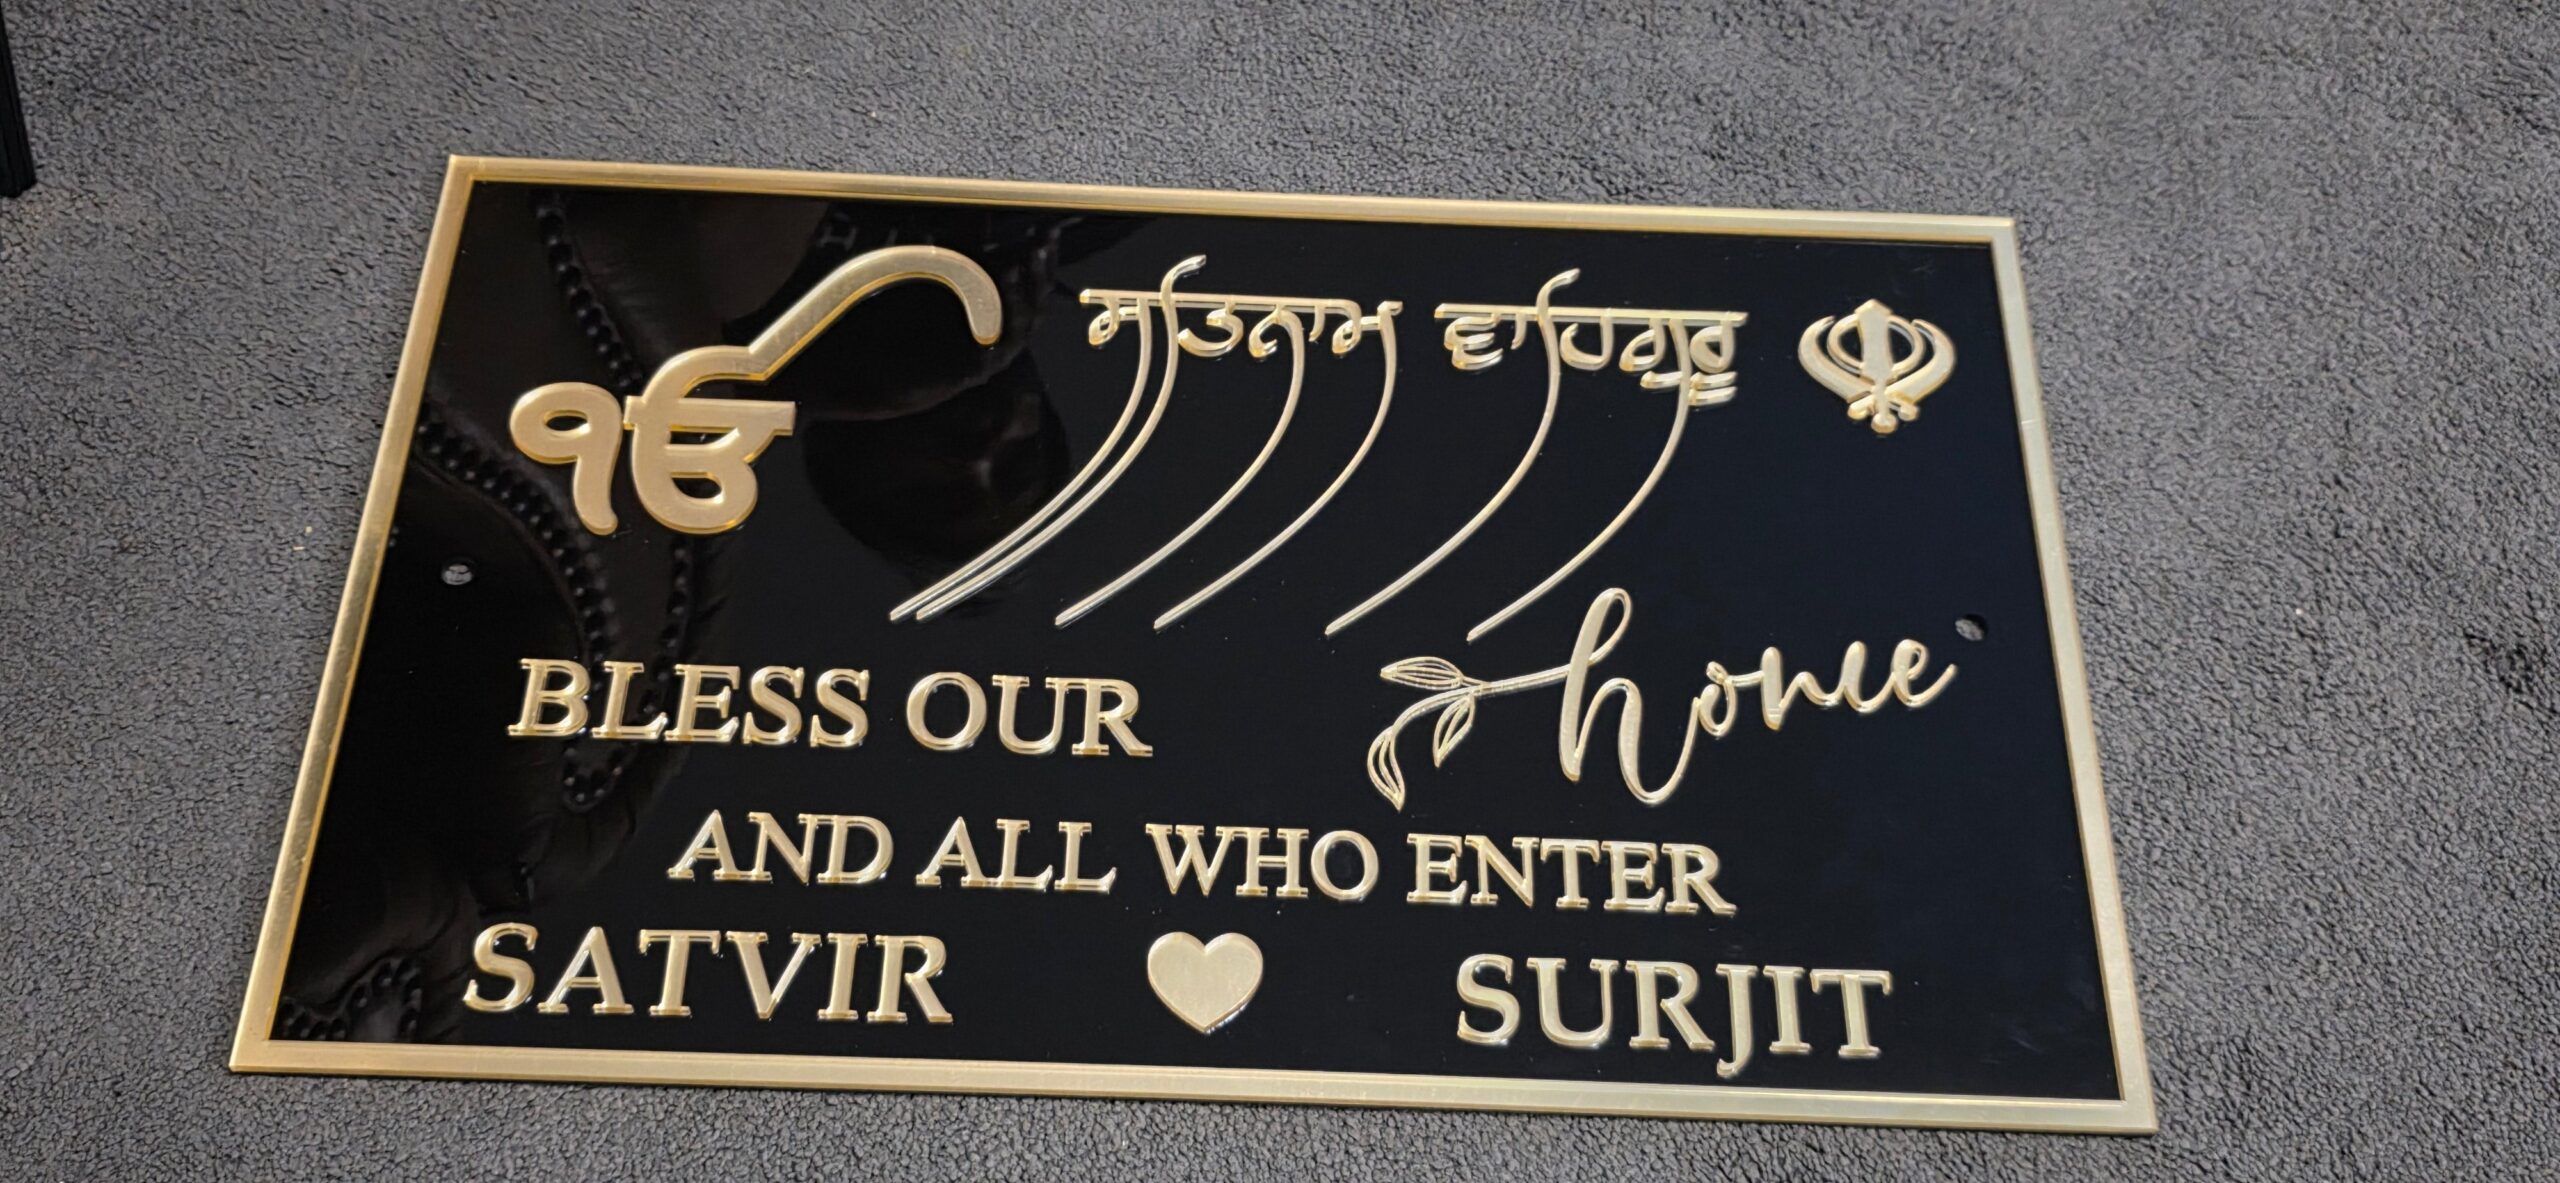 ੴ ਸਤਿਨਾਮ ਵਾਹਿਗੁਰੂ
BLESS OUR home
AND ALL WHO ENTER
SATVIR SURJIT